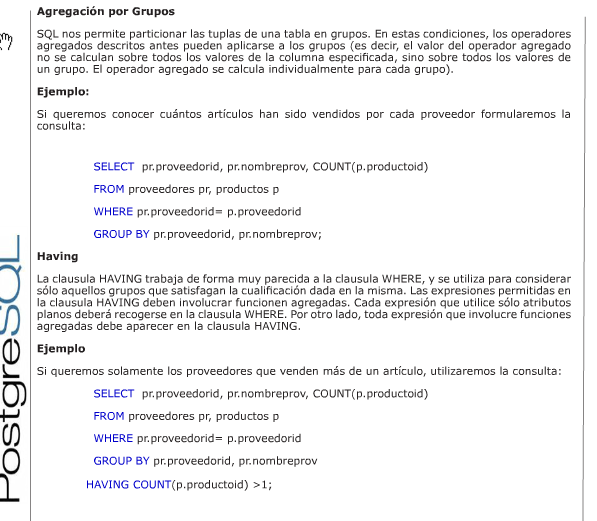 Agregación por Grupos
SQL nos permite particionar las tuplas de una tabla en grupos. En estas condiciones, los operadores
agregados descritos antes pueden aplicarse a los grupos (es decir, el valor del operador agregado
no se calculan sobre todos los valores de la columna especificada, sino sobre todos los valores de
un grupo. El operador agregado se calcula individualmente para cada grupo).
Ejemplo:
Si queremos conocer cuántos artículos han sido vendidos por cada proveedor formularemos la
consulta:
SELECT pr.proveedorid, pr.nombreprov, COUNT(p.productoid)
FROM proveedores pr, productos p
WHERE pr.proveedorid= p.proveedorid
GROUP BY pr.proveedorid, pr.nombreprov;
Having
La clausula HAVING trabaja de forma muy parecida a la clausula WHERE, y se utiliza para considerar
sólo aquellos grupos que satisfagan la cualificación dada en la misma. Las expresiones permitidas en
la clausula HAVING deben involucrar funcionen agregadas. Cada expresión que utilice sólo atributos
planos deberá recogerse en la clausula WHERE. Por otro lado, toda expresión que involucre funciones
agregadas debe aparecer en la clausula HAVING.
Ejemplo
Si queremos solamente los proveedores que venden más de un artículo, utilizaremos la consulta:
SELECT pr.proveedorid, pr.nombreprov, COUNT(p.productoid)
FROM proveedores pr, productos p
WHERE pr.proveedorid= p.proveedorid
GROUP BY pr.proveedorid, pr.nombreprov
HAVING COUNT(p.productoid) >1;
PostgreSQL